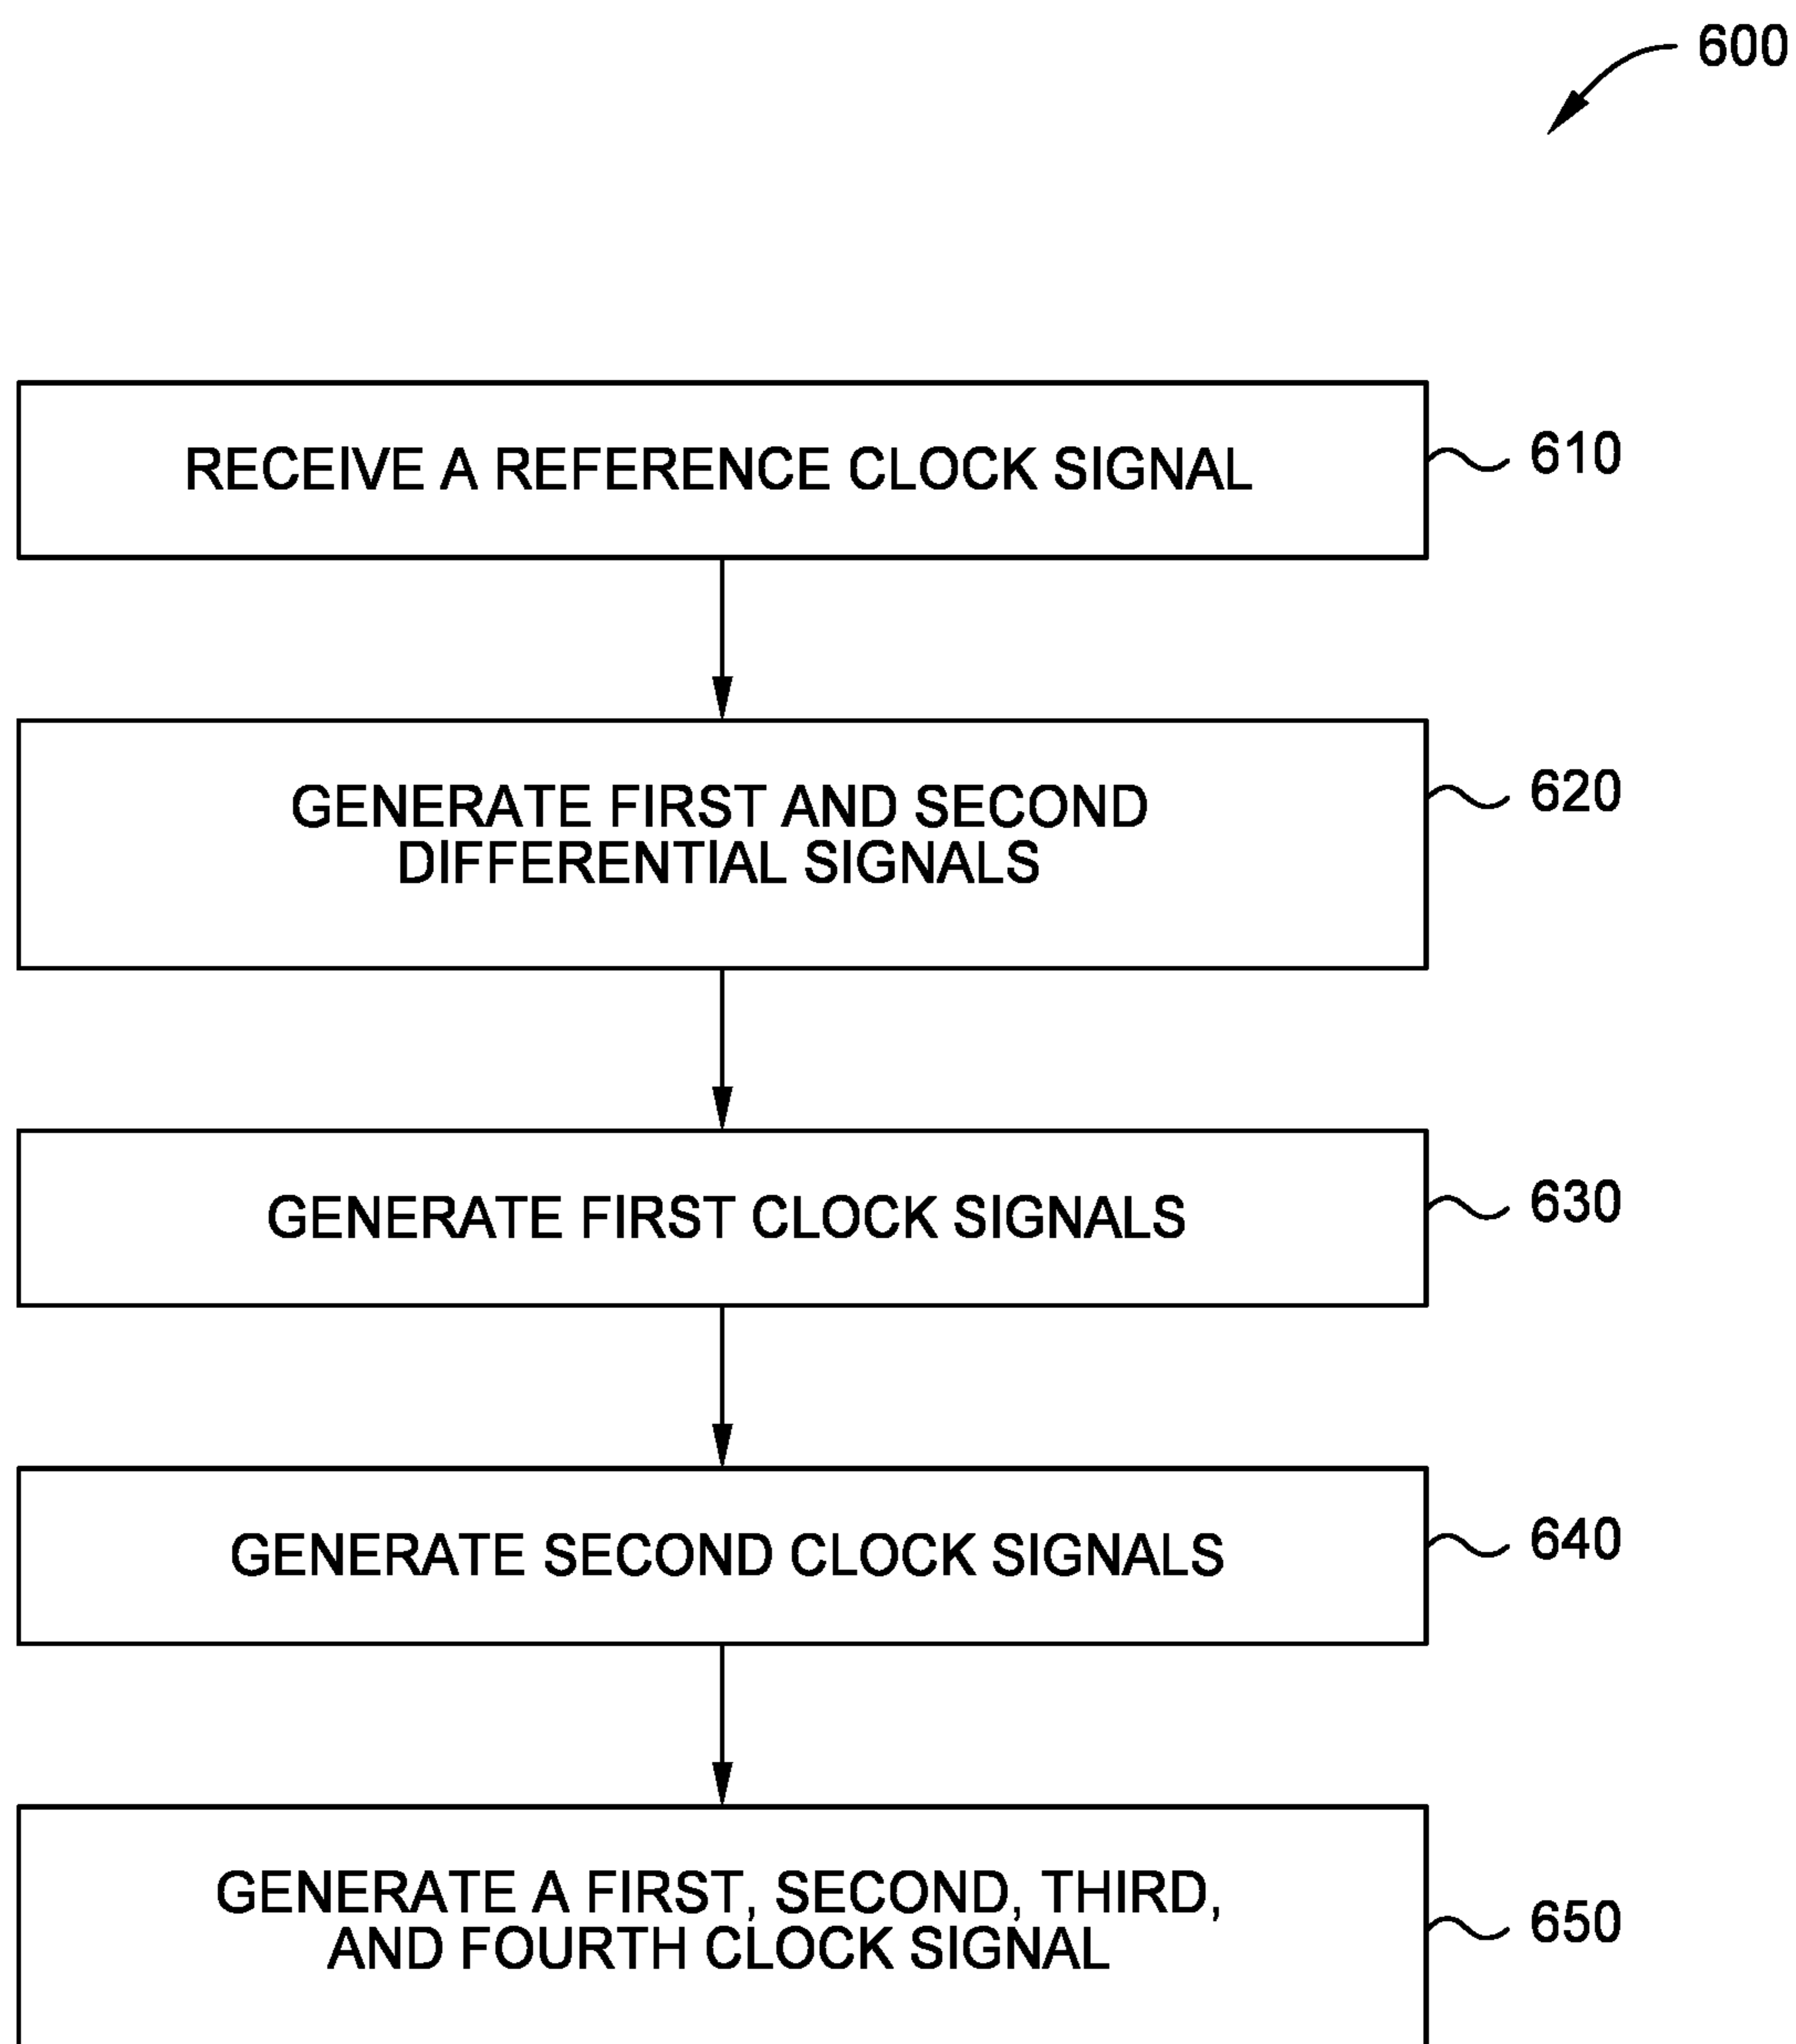 600
RECEIVE A REFERENCE CLOCK SIGNAL
610
GENERATE FIRST AND SECOND
DIFFERENTIAL SIGNALS
620
GENERATE FIRST CLOCK SIGNALS
630
GENERATE SECOND CLOCK SIGNALS
640
GENERATE A FIRST, SECOND, THIRD,
AND FOURTH CLOCK SIGNAL
650